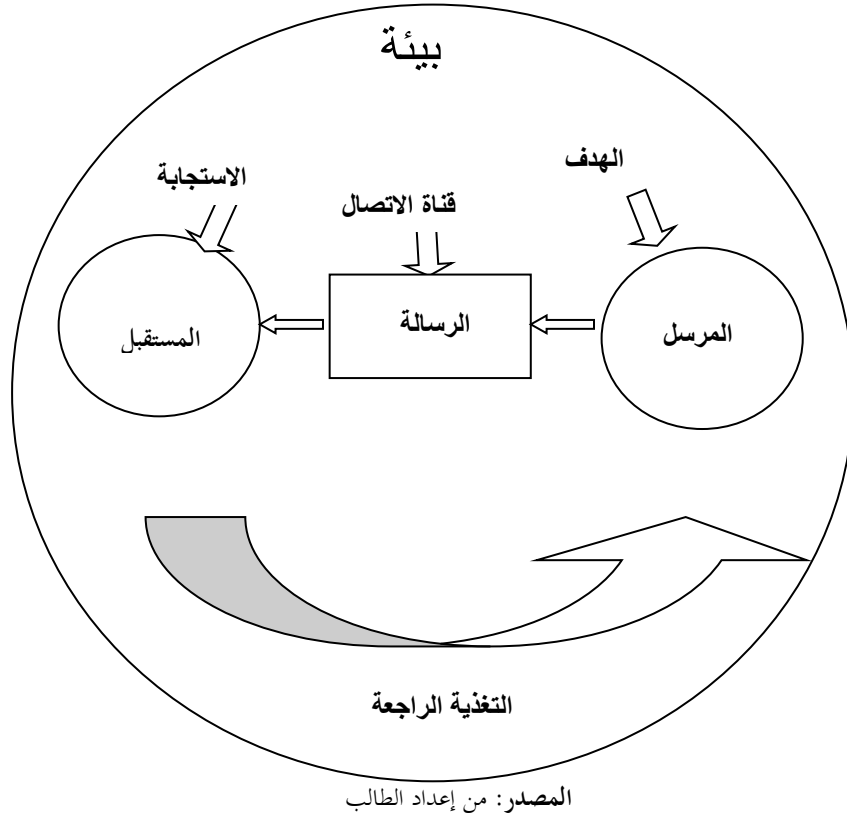 بيئة
الهدف
الاستجابة
قناة الاتصال
المرسل
الرسالة
المستقبل
التغذية الراجعة
المصدر: من إعداد الطالب